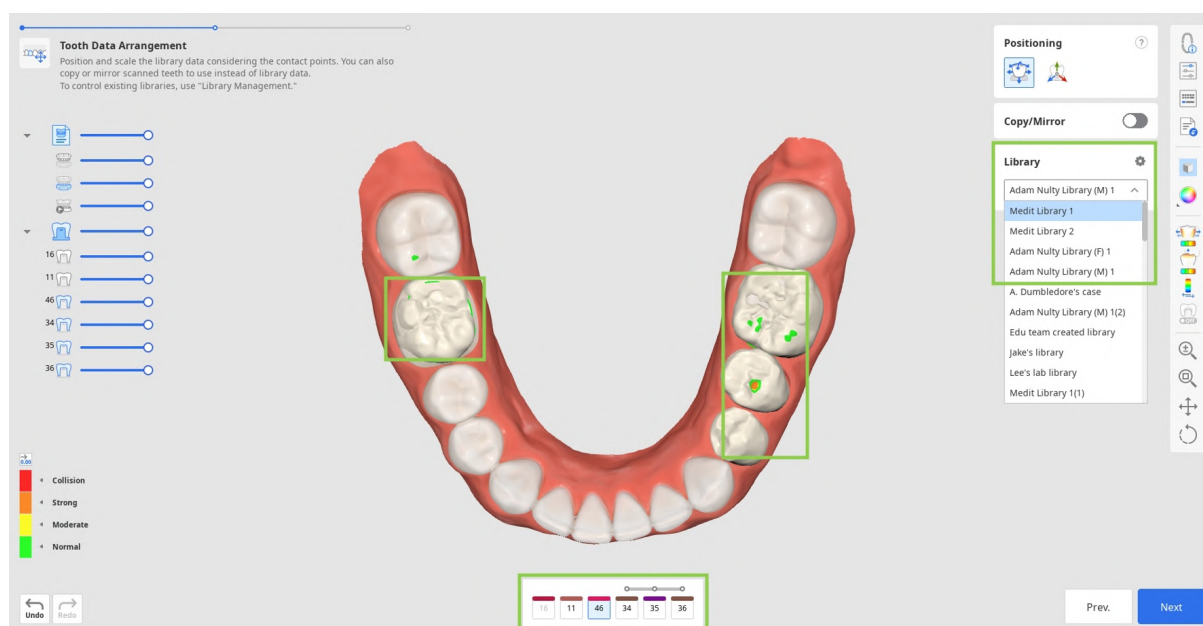 Tooth Data Arrangement
Position and scale the library data considering the contact points. You can also
copy or mirror scanned teeth to use instead of library data.
To control existing libraries, use "Library Management."
16
11
46
34
35
36
0.00
Collision
Strong
Moderate
Normal
Undo
Redo
16 11 46 34 35 36
Positioning
?
Copy/Mirror
Library
Adam Nulty Library (M) 1
Medit Library 1
Medit Library 2
Adam Nulty Library (F) 1
Adam Nulty Library (M) 1
A. Dumbledore's case
Adam Nulty Library (M) 1(2)
Edu team created library
Jake's library
Lee's lab library
Medit Library 1(1)
Prev.
Next